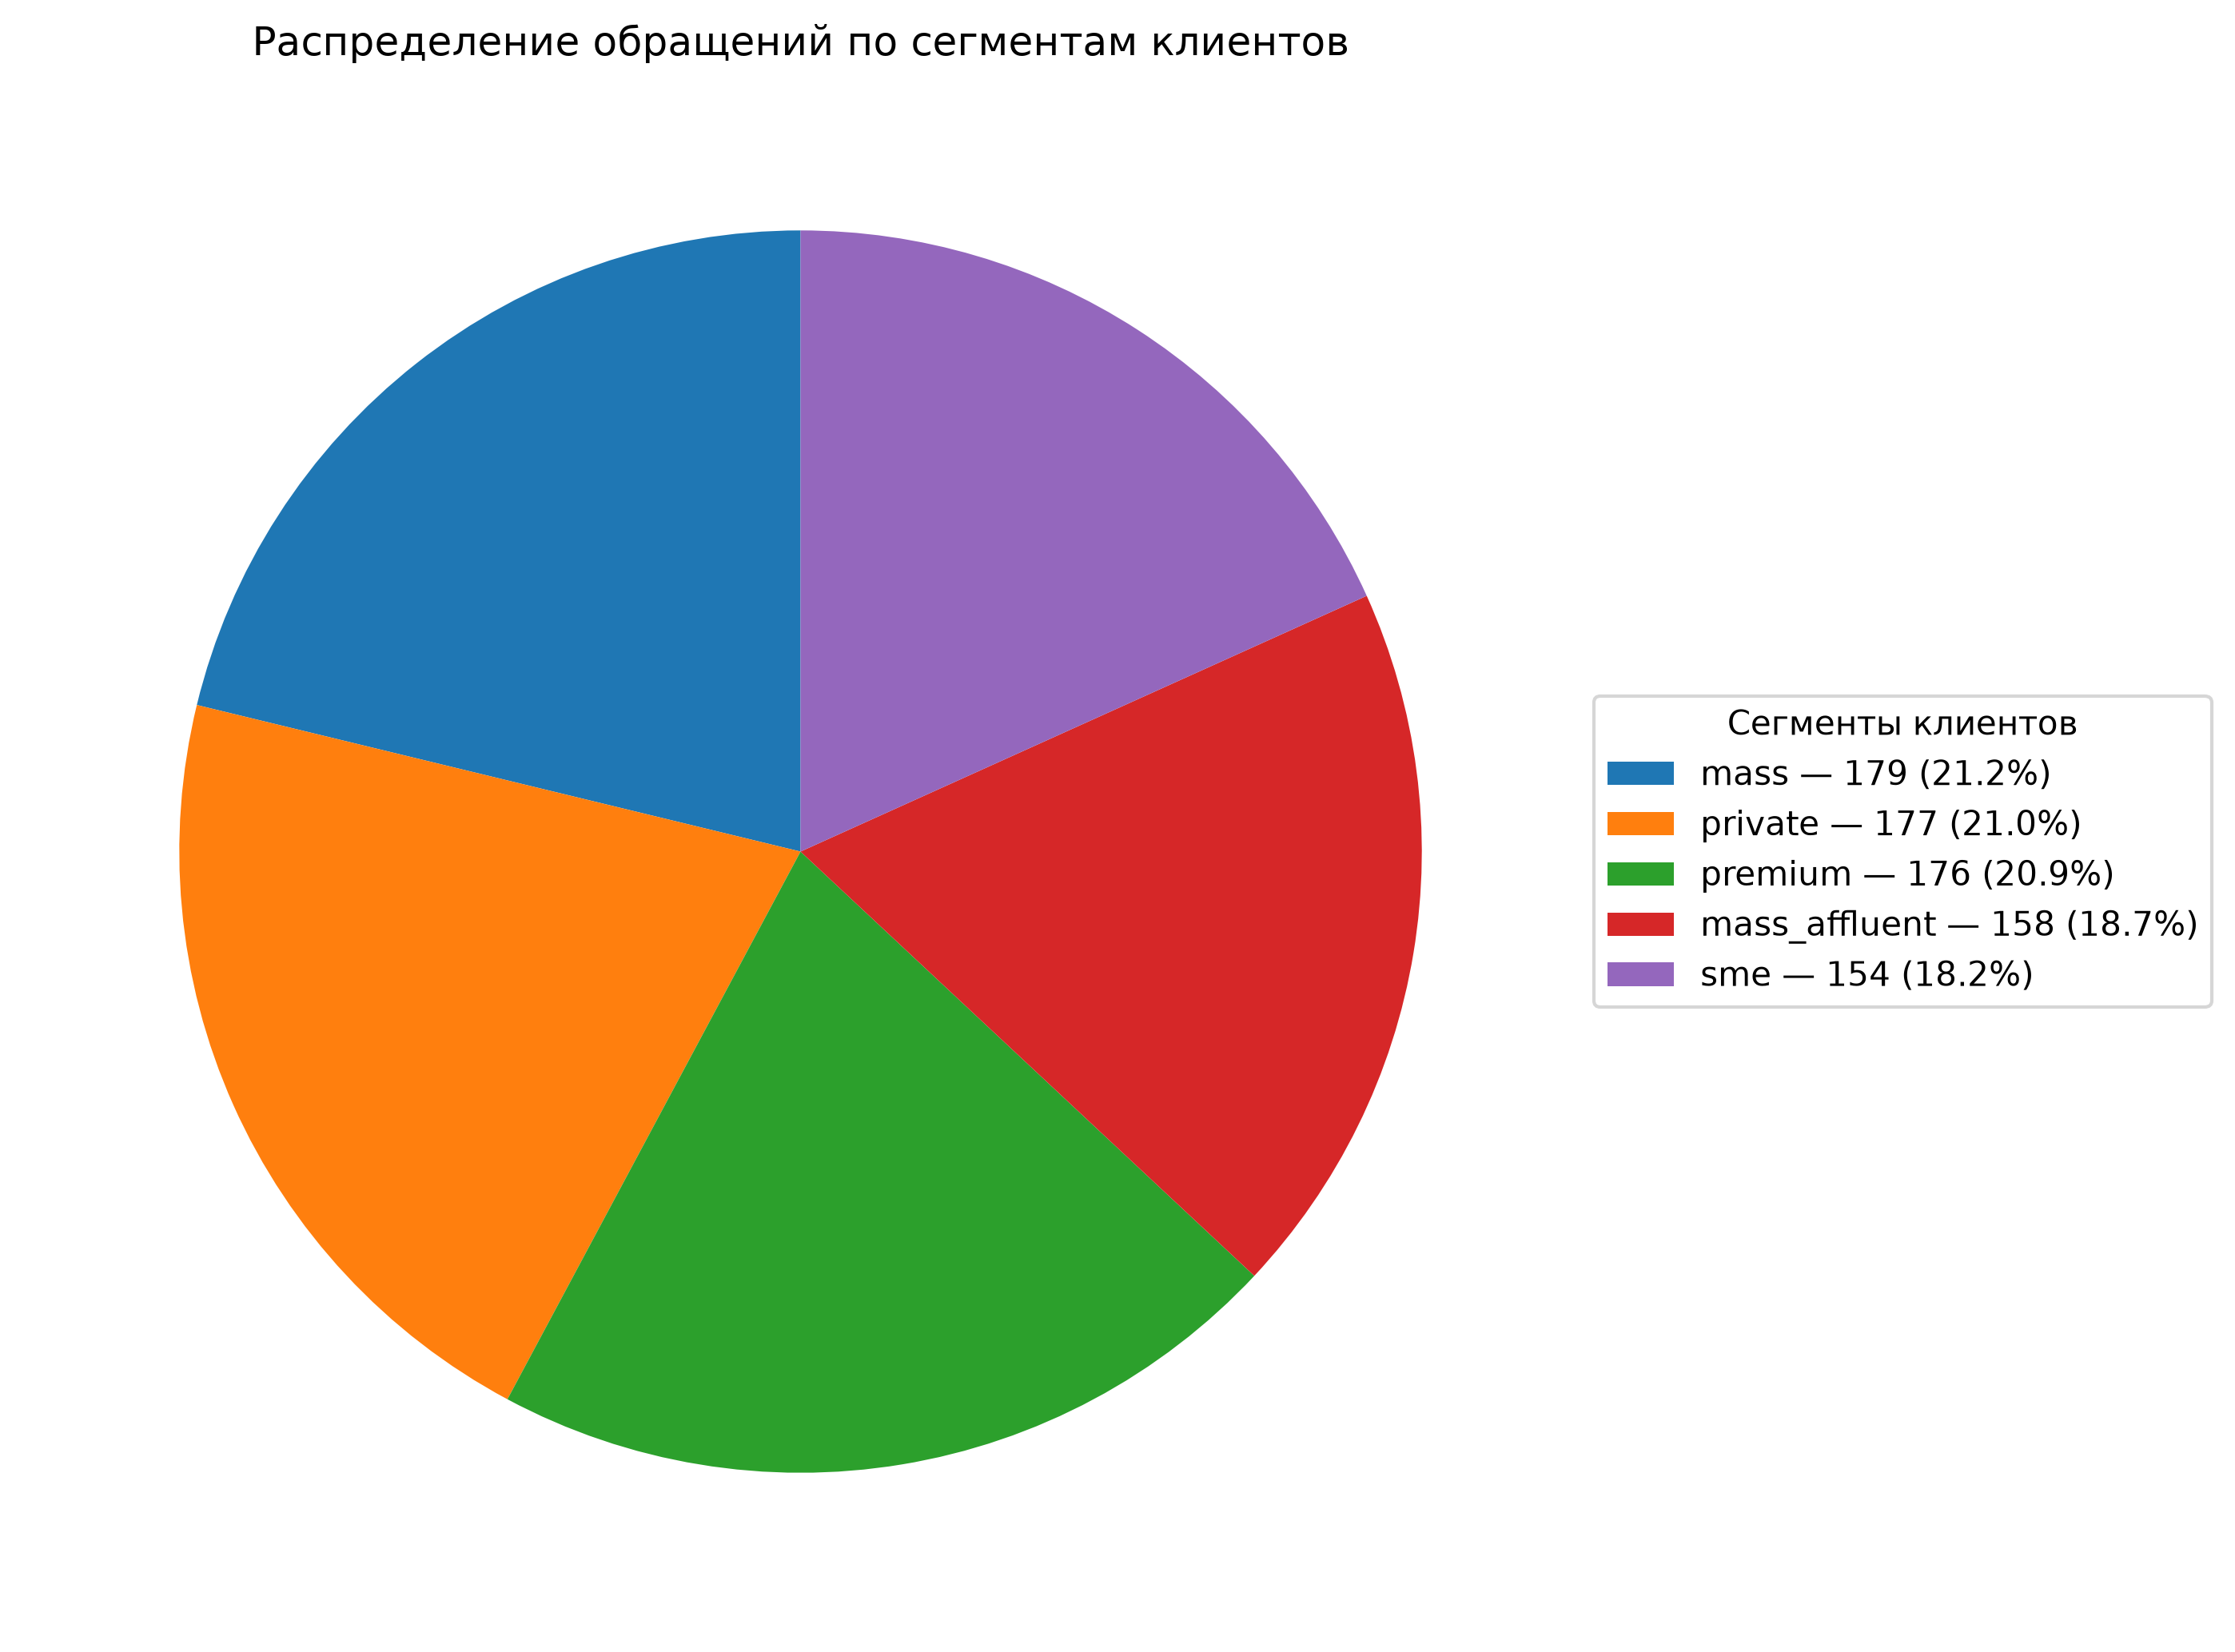 Распределение обращений по сегментам клиентов
Сегменты клиентов
mass — 179 (21.2%)
private — 177 (21.0%)
premium — 176 (20.9%)
mass_affluent — 158 (18.7%)
sme — 154 (18.2%)